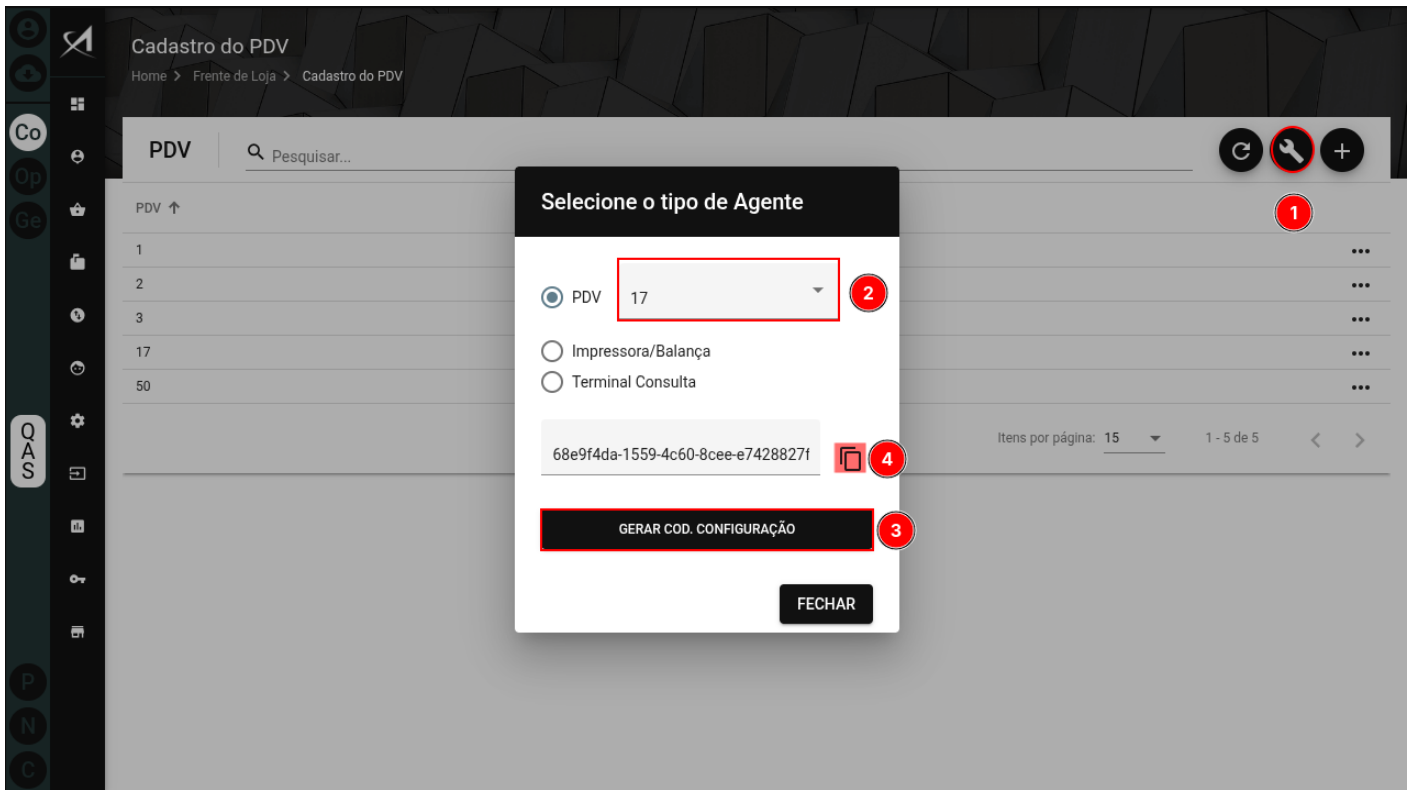 Cadastro do PDV
Home > Frente de Loja > Cadastro do PDV
Co
Op
Ge
QAS
P
N
C
PDV
Pesquisar...
1
PDV ↑
1
2
3
17
50
Itens por página: 15
1 - 5 de 5
Selecione o tipo de Agente
PDV
17
2
Impressora/Balança
Terminal Consulta
68e9f4da-1559-4c60-8cee-e7428827f
4
GERAR COD. CONFIGURAÇÃO
3
FECHAR